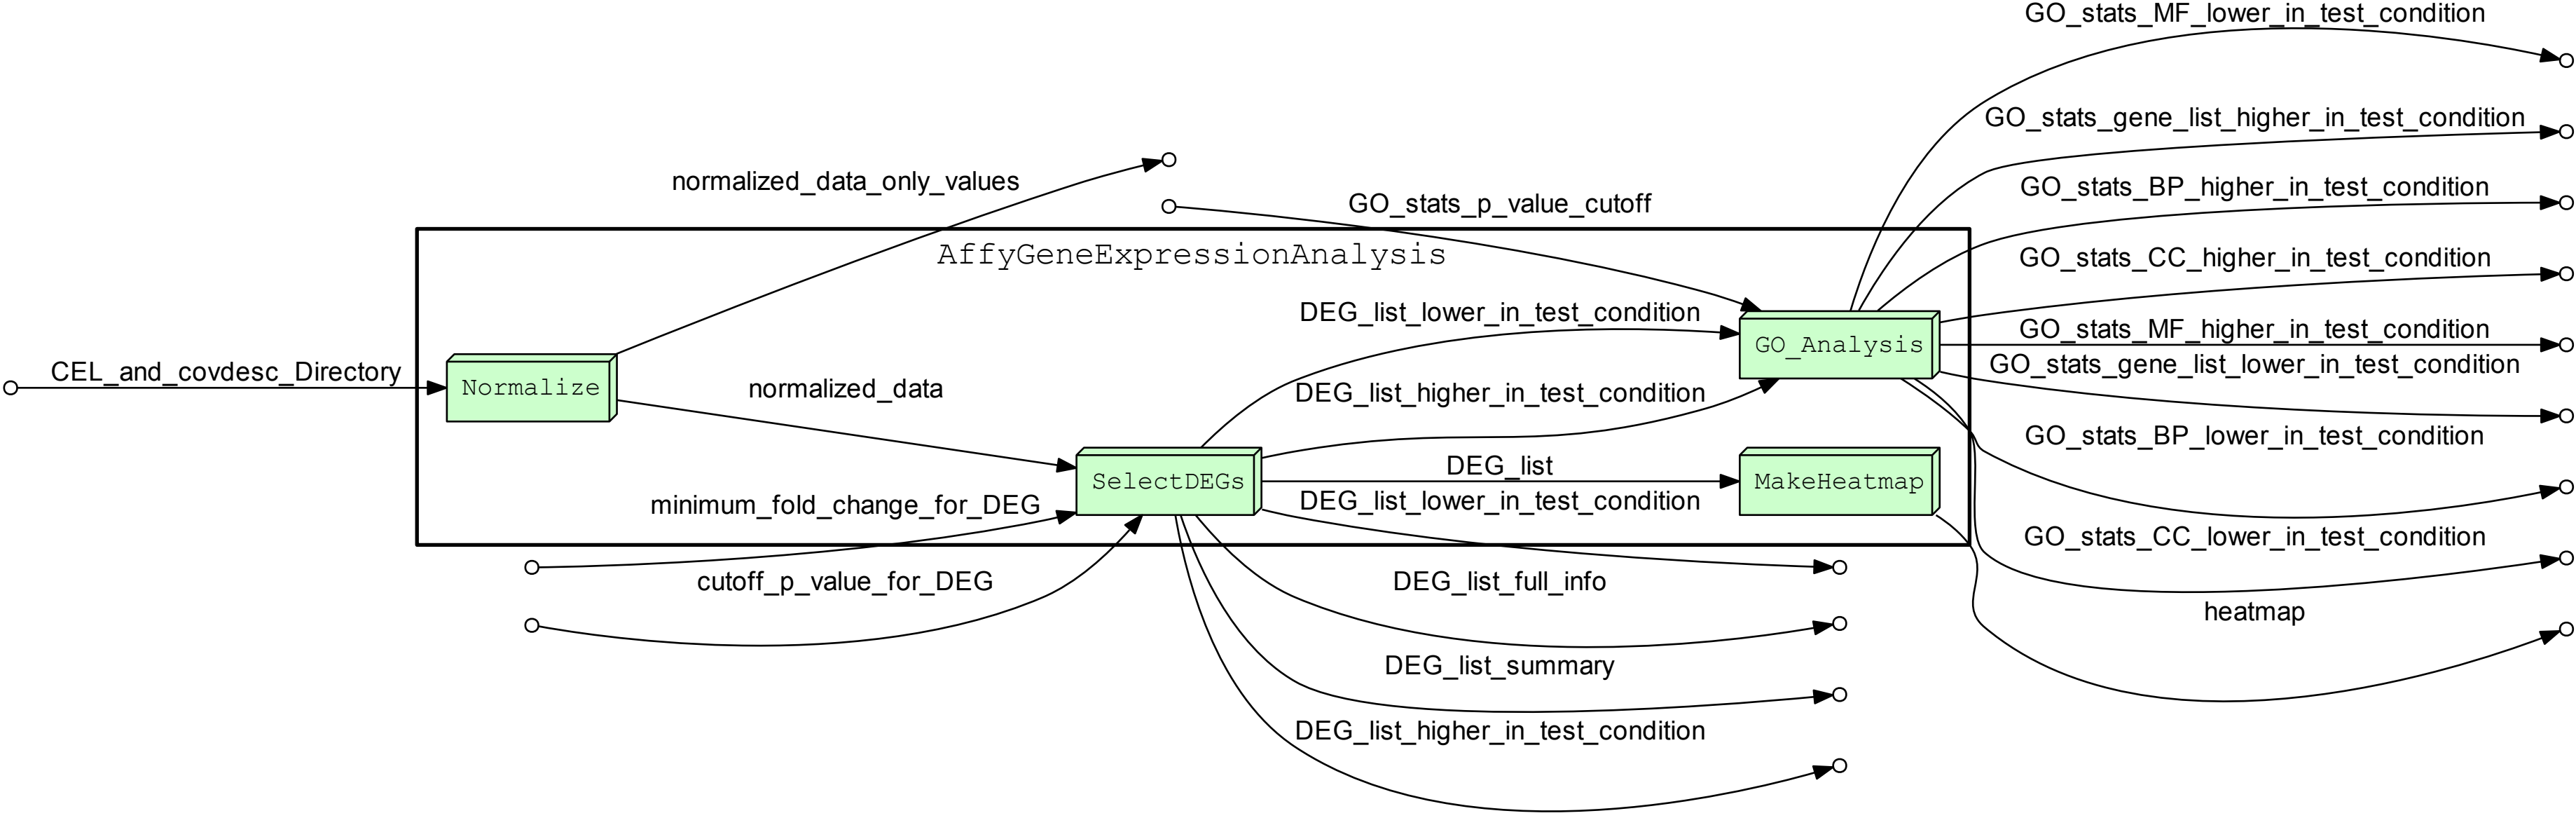 GO_stats_MF_lower_in_test_condition
GO_stats_gene_list_higher_in_test_condition
normalized_data_only_values
GO_stats_BP_higher_in_test_condition
GO_stats_p_value_cutoff
AffyGeneExpressionAnalysis
GO_stats_CC_higher_in_test_condition
DEG_list_lower_in_test_condition
GO_stats_MF_higher_in_test_condition
GO_Analysis
GO_stats_gene_list_lower_in_test_condition
CEL_and_covdesc_Directory
Normalize
normalized_data
DEG_list_higher_in_test_condition
GO_stats_BP_lower_in_test_condition
DEG_list
SelectDEGs
MakeHeatmap
minimum_fold_change_for_DEG
DEG_list_lower_in_test_condition
GO_stats_CC_lower_in_test_condition
cutoff_p_value_for_DEG
DEG_list_full_info
heatmap
DEG_list_summary
DEG_list_higher_in_test_condition